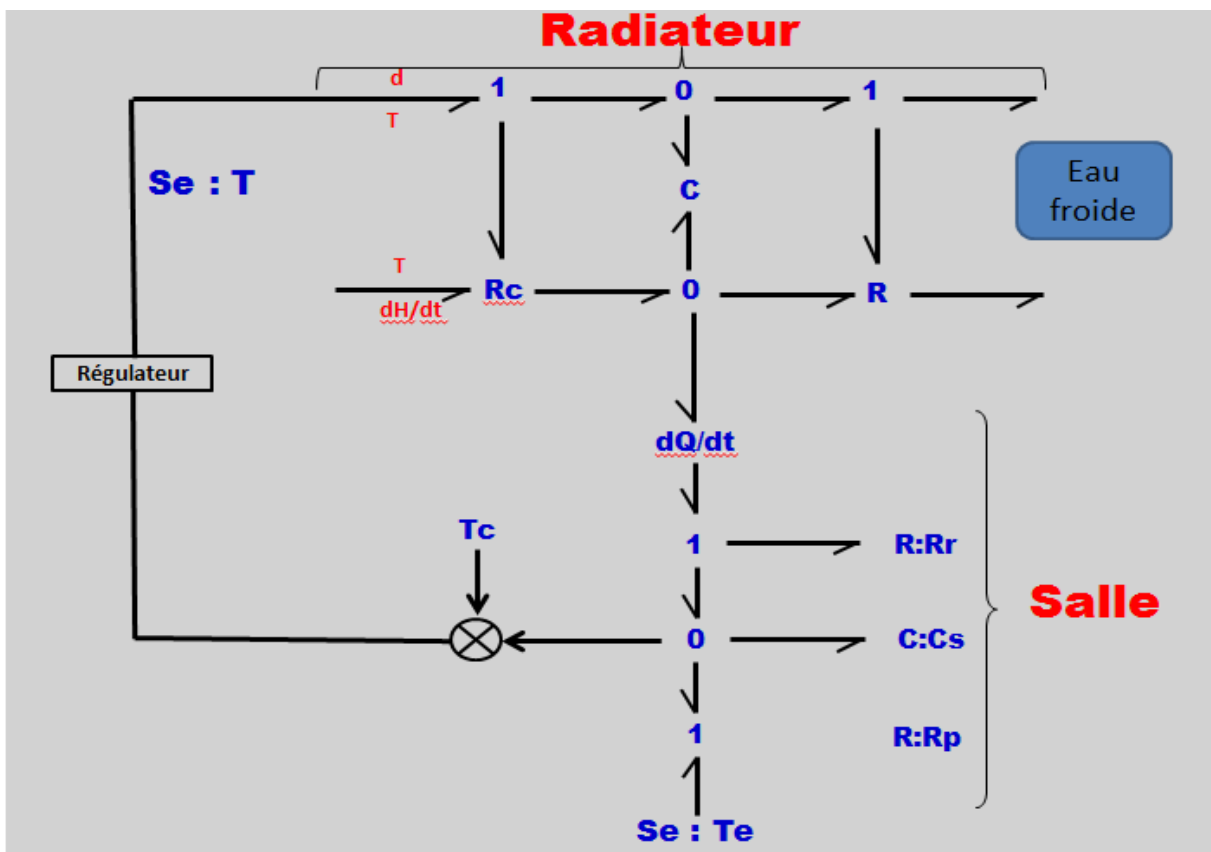 Radiateur
d
T
1 0 1
Se : T
C
Eau
froide
T
dH/dt
Rc 0 R
Régulateur
dQ/dt
Tc
1 R:Rr
Salle
0 C:Cs
1 R:Rp
Se : Te